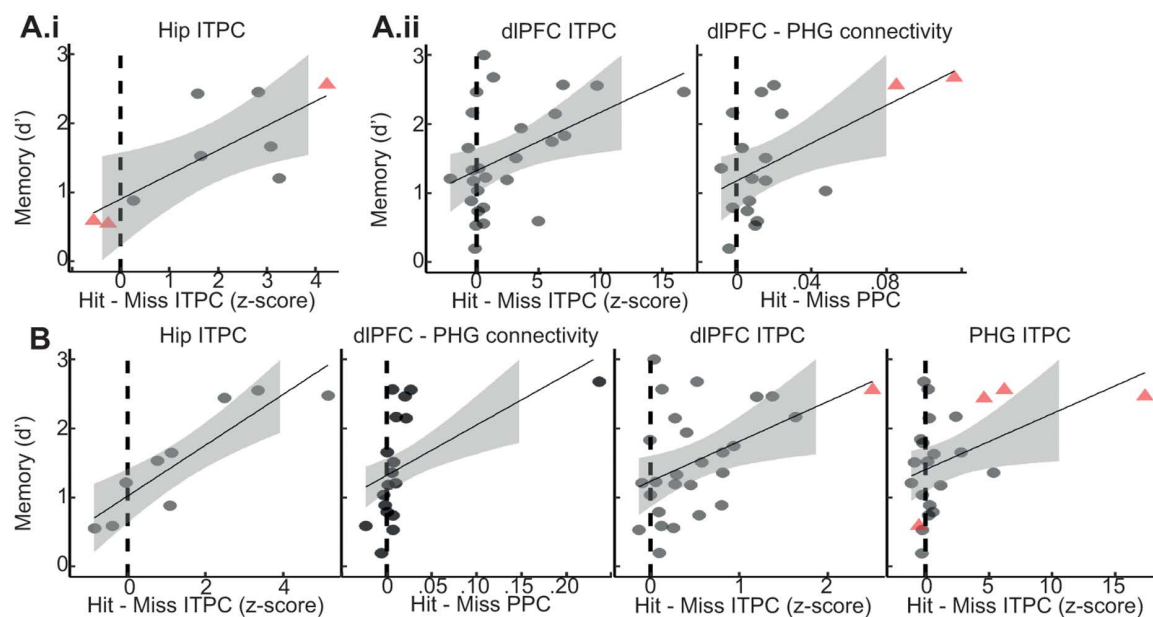 A.i
Hip ITPC
A.ii
dlPFC ITPC
dlPFC - PHG connectivity
Memory (d')
3
2
1
0
0 1 2 3 4
Hit - Miss ITPC (z-score)
Memory (d')
3
2
1
0
0 5 10 15
Hit - Miss ITPC (z-score)
0 .04 .08
Hit - Miss PPC
B
Hip ITPC
dlPFC - PHG connectivity
dlPFC ITPC
PHG ITPC
Memory (d')
3
2
1
0
0 2 4
Hit - Miss ITPC (z-score)
0 .05 .10 .15 .20
Hit - Miss PPC
0 1 2
Hit - Miss ITPC (z-score)
0 5 10 15
Hit - Miss ITPC (z-score)